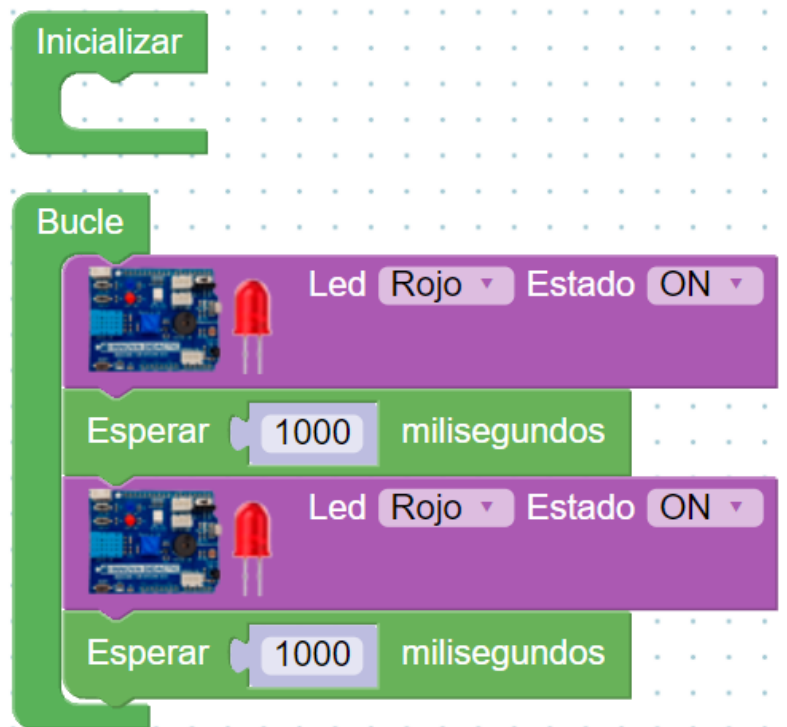 Inicializar
Bucle
Led Rojo Estado ON
Esperar 1000 milisegundos
Led Rojo Estado ON
Esperar 1000 milisegundos